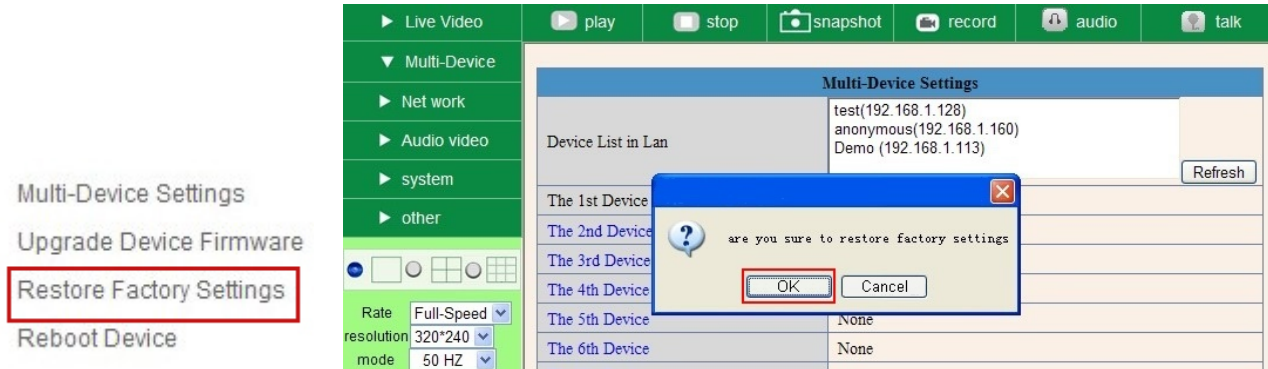 Multi-Device Settings
Upgrade Device Firmware
Restore Factory Settings
Reboot Device
Live Video
Multi-Device
Net work
Audio video
system
other
Rate Full-Speed
resolution 320*240
mode 50 HZ
play stop snapshot record audio talk
Multi-Device Settings
Device List in Lan
test(192.168.1.128)
anonymous(192.168.1.160)
Demo (192.168.1.113)
Refresh
The 1st Device
The 2nd Device
The 3rd Device
The 4th Device
The 5th Device None
The 6th Device None
are you sure to restore factory settings
OK Cancel